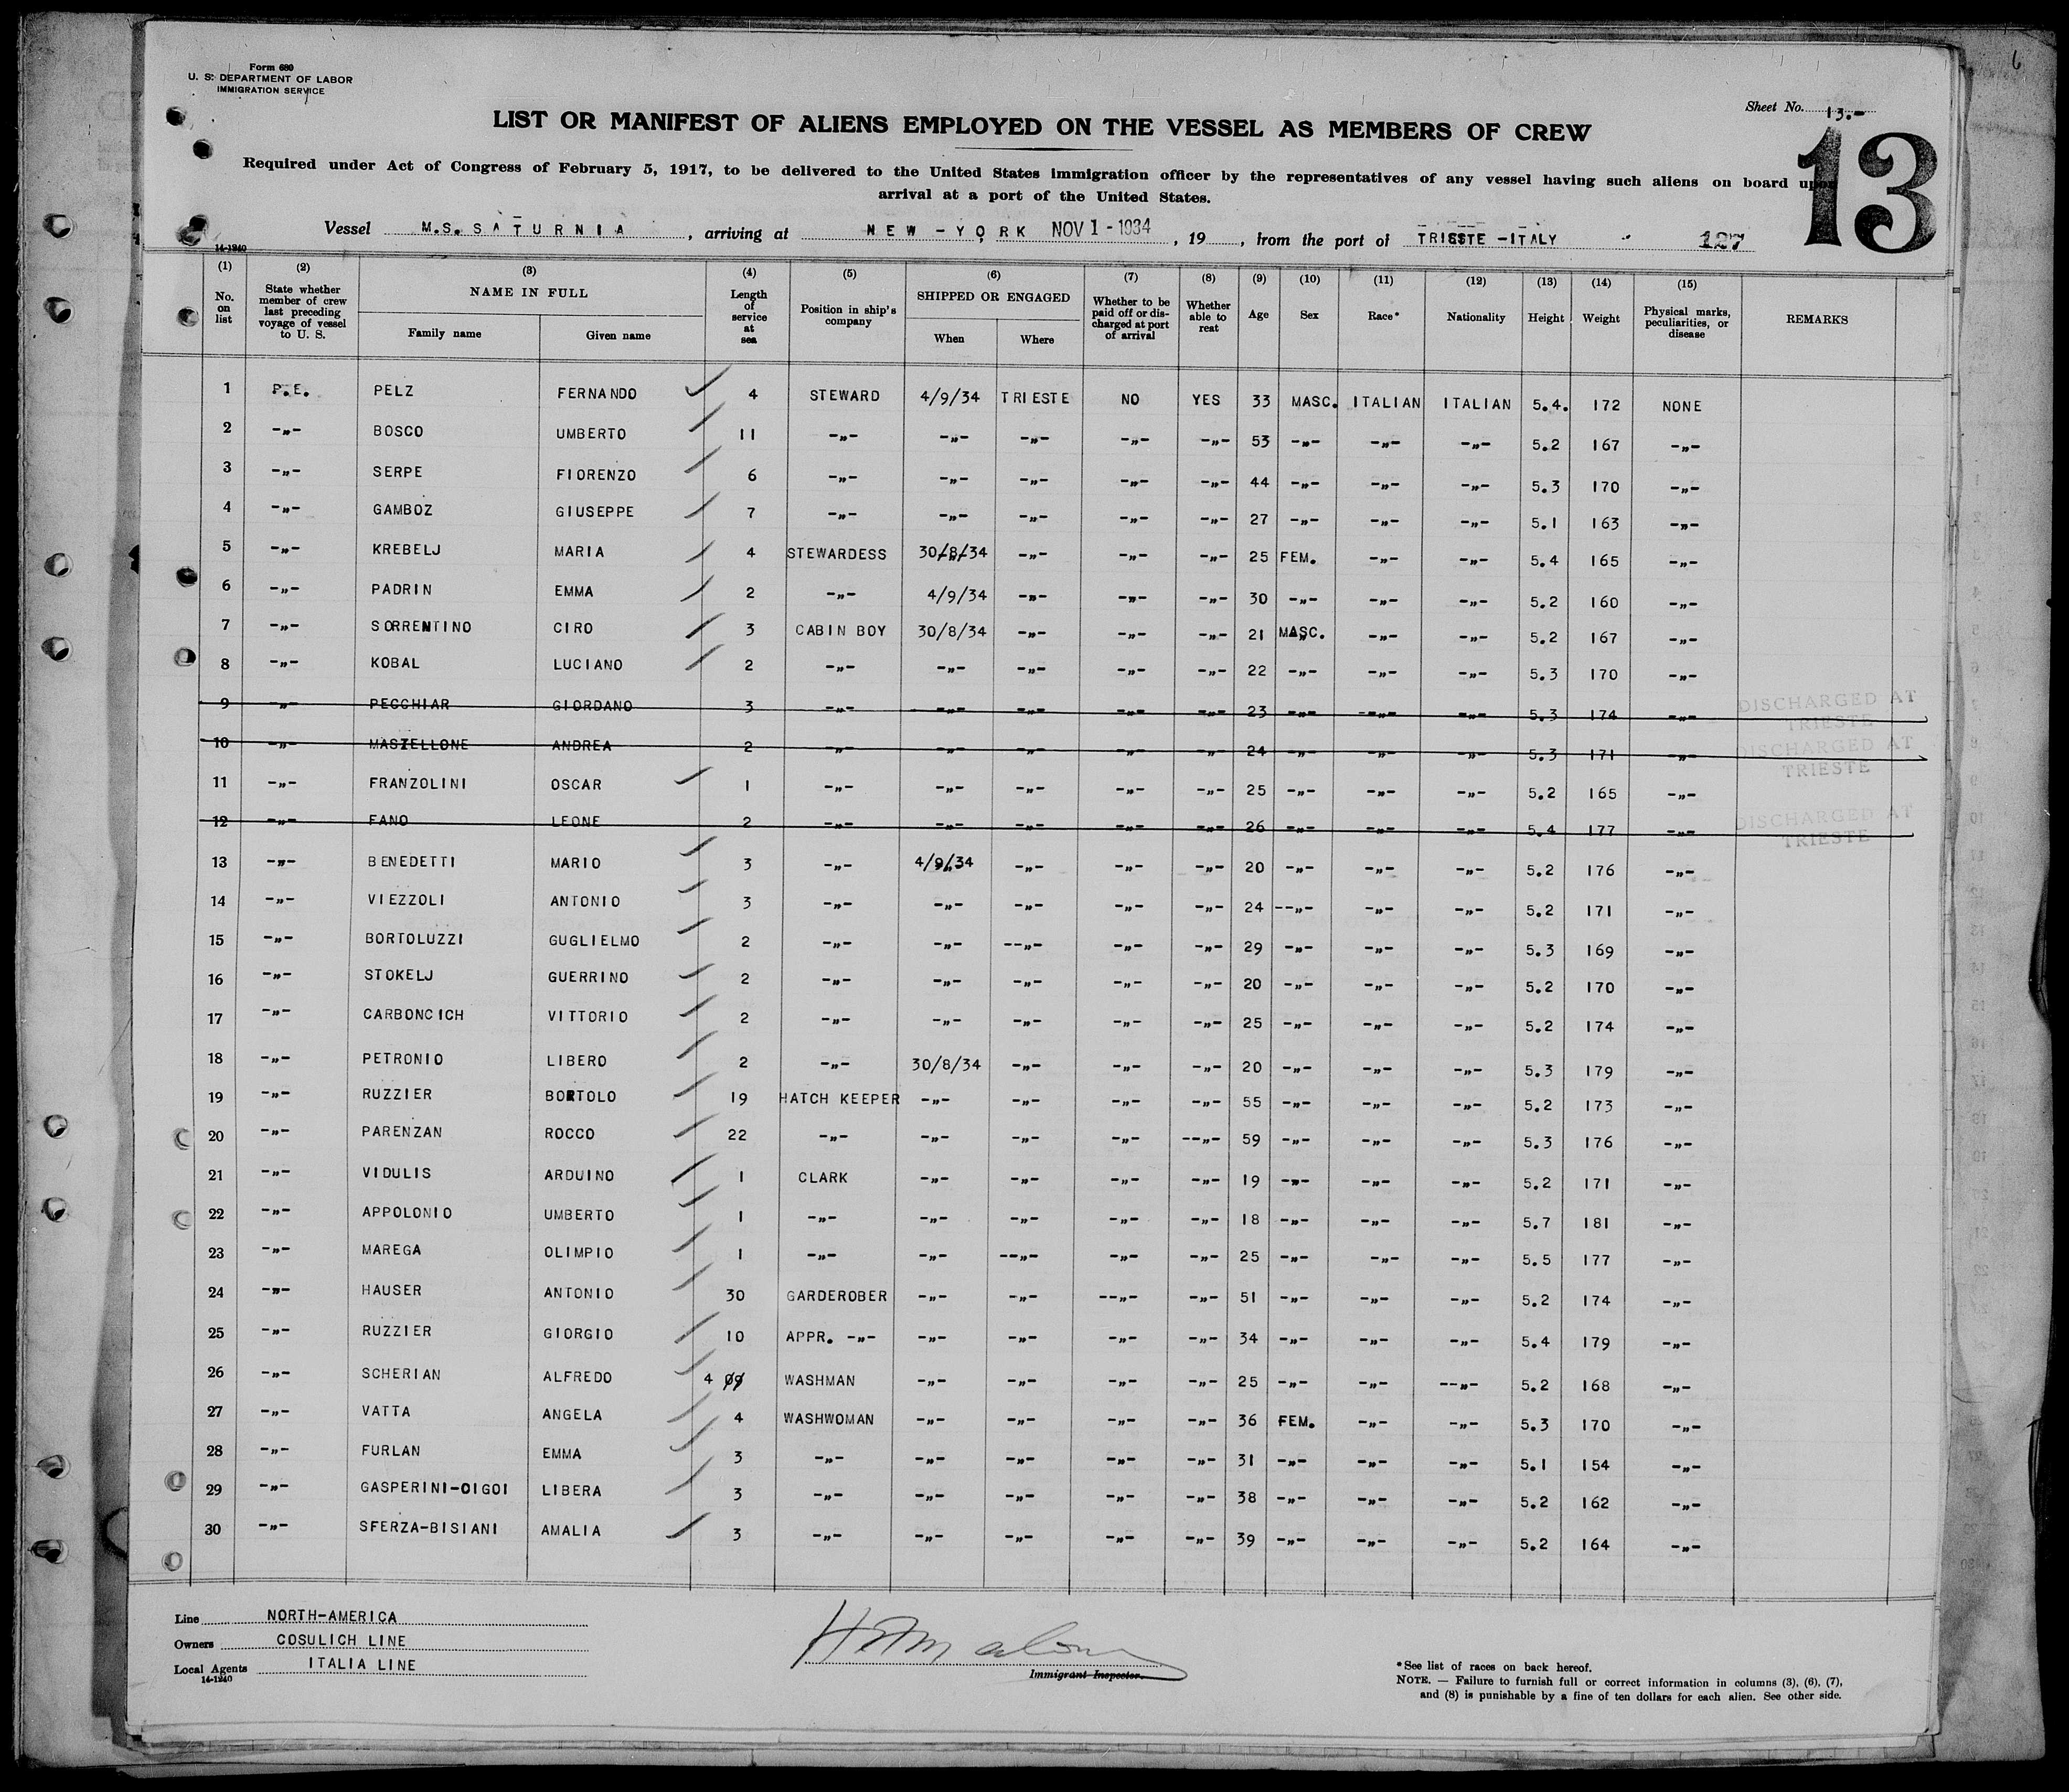 Form 680
U. S. DEPARTMENT OF LABOR
IMMIGRATION SERVICE
Sheet No. 13.-
13
LIST OR MANIFEST OF ALIENS EMPLOYED ON THE VESSEL AS MEMBERS OF CREW
Required under Act of Congress of February 5, 1917, to be delivered to the United States immigration officer by the representatives of any vessel having such aliens on board upon
arrival at a port of the United States.
Vessel M.S. SATURNIA, arriving at NEW-YORK NOV 1-1934, 19, from the port of TRIESTE-ITALY 127
14-1240
(1) (2) (3) (4) (5) (6) (7) (8) (9) (10) (11) (12) (13) (14) (15)
No. on list | State whether member of crew last preceding voyage of vessel to U. S. | NAME IN FULL Family name Given name | Length of service at sea | Position in ship's company | SHIPPED OR ENGAGED When Where | Whether to be paid off or discharged at port of arrival | Whether able to reat | Age | Sex | Race* | Nationality | Height | Weight | Physical marks, peculiarities, or disease | REMARKS
1 P.E. PELZ FERNANDO 4 STEWARD 4/9/34 TRIESTE NO YES 33 MASC. ITALIAN ITALIAN 5.4. 172 NONE
2 -„- BOSCO UMBERTO 11 -„- -„- -„- -„- -„- 53 -„- -„- -„- 5.2 167 -„-
3 -„- SERPE FIORENZO 6 -„- -„- -„- -„- -„- 44 -„- -„- -„- 5.3 170 -„-
4 -„- GAMBOZ GIUSEPPE 7 -„- -„- -„- -„- -„- 27 -„- -„- -„- 5.1 163 -„-
5 -„- KREBELJ MARIA 4 STEWARDESS 30/8/34 -„- -„- -„- 25 FEM. -„- -„- 5.4 165 -„-
6 -„- PADRIN EMMA 2 -„- 4/9/34 -„- -„- -„- 30 -„- -„- -„- 5.2 160 -„-
7 -„- SORRENTINO CIRO 3 CABIN BOY 30/8/34 -„- -„- -„- 21 MASC. -„- -„- 5.2 167 -„-
8 -„- KOBAL LUCIANO 2 -„- -„- -„- -„- -„- 22 -„- -„- -„- 5.3 170 -„-
9 -„- PECCHIAR GIORDANO 3 -„- -„- -„- -„- -„- 23 -„- -„- -„- 5.3 174 -„- DISCHARGED AT TRIESTE
10 -„- MASTELLONE ANDREA 2 -„- -„- -„- -„- -„- 24 -„- -„- -„- 5.3 171 -„- DISCHARGED AT TRIESTE
11 -„- FRANZOLINI OSCAR 1 -„- -„- -„- -„- -„- 25 -„- -„- -„- 5.2 165 -„-
12 -„- FANO LEONE 2 -„- -„- -„- -„- -„- 26 -„- -„- -„- 5.4 177 -„- DISCHARGED AT TRIESTE
13 -„- BENEDETTI MARIO 3 -„- 4/9/34 -„- -„- -„- 20 -„- -„- -„- 5.2 176 -„-
14 -„- VIEZZOLI ANTONIO 3 -„- -„- -„- -„- -„- 24 --„- -„- -„- 5.2 171 -„-
15 -„- BORTOLUZZI GUGLIELMO 2 -„- -„- --„- -„- -„- 29 -„- -„- -„- 5.3 169 -„-
16 -„- STOKELJ GUERRINO 2 -„- -„- -„- -„- -„- 20 -„- -„- -„- 5.2 170 -„-
17 -„- CARBONCICH VITTORIO 2 -„- -„- -„- -„- -„- 25 -„- -„- -„- 5.2 174 -„-
18 -„- PETRONIO LIBERO 2 -„- 30/8/34 -„- -„- -„- 20 -„- -„- -„- 5.3 179 -„-
19 -„- RUZZIER BORTOLO 19 HATCH KEEPER -„- -„- -„- -„- 55 -„- -„- -„- 5.2 173 -„-
20 -„- PARENZAN ROCCO 22 -„- -„- -„- -„- --„- 59 -„- -„- -„- 5.3 176 -„-
21 -„- VIDULIS ARDUINO 1 CLARK -„- -„- -„- -„- 19 -„- -„- -„- 5.2 171 -„-
22 -„- APPOLONIO UMBERTO 1 -„- -„- -„- -„- -„- 18 -„- -„- -„- 5.7 181 -„-
23 -„- MAREGA OLIMPIO 1 -„- -„- --„- -„- -„- 25 -„- -„- -„- 5.5 177 -„-
24 -„- HAUSER ANTONIO 30 GARDEROBER -„- -„- --„- -„- 51 -„- -„- -„- 5.2 174 -„-
25 -„- RUZZIER GIORGIO 10 APPR. -„- -„- -„- -„- -„- 34 -„- -„- -„- 5.4 179 -„-
26 -„- SCHERIAN ALFREDO 4 WASHMAN -„- -„- -„- -„- 25 -„- -„- --„- 5.2 168 -„-
27 -„- VATTA ANGELA 4 WASHWOMAN -„- -„- -„- -„- 36 FEM. -„- -„- 5.3 170 -„-
28 -„- FURLAN EMMA 3 -„- -„- -„- -„- -„- 31 -„- -„- -„- 5.1 154 -„-
29 -„- GASPERINI-OIGOI LIBERA 3 -„- -„- -„- -„- -„- 38 -„- -„- -„- 5.2 162 -„-
30 -„- SFERZA-BISIANI AMALIA 3 -„- -„- -„- -„- -„- 39 -„- -„- -„- 5.2 164 -„-
Line NORTH-AMERICA
Owners COSULICH LINE
Local Agents ITALIA LINE
14-1240
Immigrant Inspector.
*See list of races on back hereof.
NOTE. — Failure to furnish full or correct information in columns (3), (6), (7),
and (8) is punishable by a fine of ten dollars for each alien. See other side.